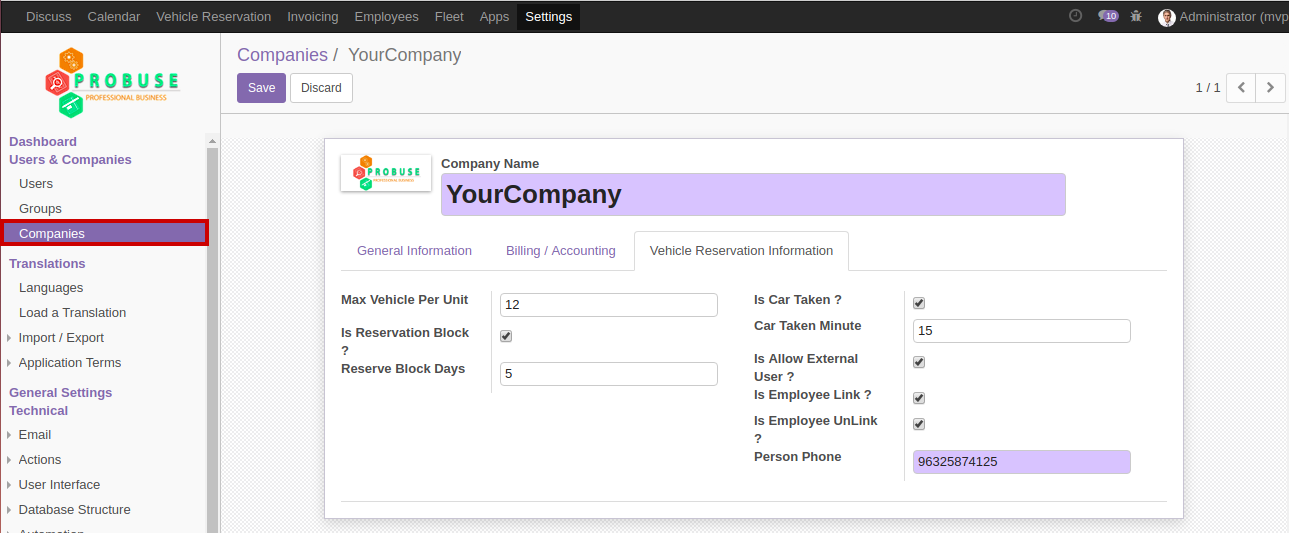 Discuss Calendar Vehicle Reservation Invoicing Employees Fleet Apps Settings 10 Administrator (mvp
PROBUSE
PROFESSIONAL BUSINESS
Dashboard
Users & Companies
Users
Groups
Companies
Translations
Languages
Load a Translation
Import / Export
Application Terms
General Settings
Technical
Email
Actions
User Interface
Database Structure
Automation
Companies / YourCompany
Save Discard 1 / 1
PROBUSE
PROFESSIONAL BUSINESS
Company Name
YourCompany
General Information Billing / Accounting Vehicle Reservation Information
Max Vehicle Per Unit 12
Is Reservation Block
?
Reserve Block Days 5
Is Car Taken ?
Car Taken Minute 15
Is Allow External
User ?
Is Employee Link ?
Is Employee UnLink
?
Person Phone 96325874125